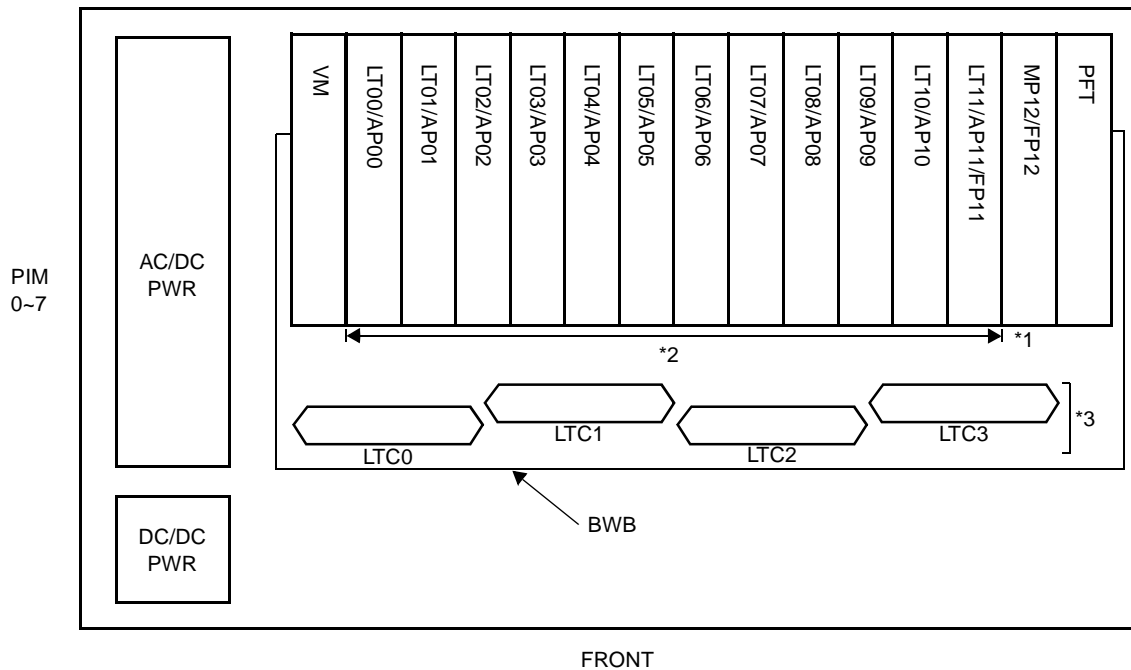 VM
LT00/AP00
LT01/AP01
LT02/AP02
LT03/AP03
LT04/AP04
LT05/AP05
LT06/AP06
LT07/AP07
LT08/AP08
LT09/AP09
LT10/AP10
LT11/AP11/FP11
MP12/FP12
PFT
PIM
0~7
AC/DC
PWR
*1
*2
*3
LTC0
LTC1
LTC2
LTC3
BWB
DC/DC
PWR
FRONT